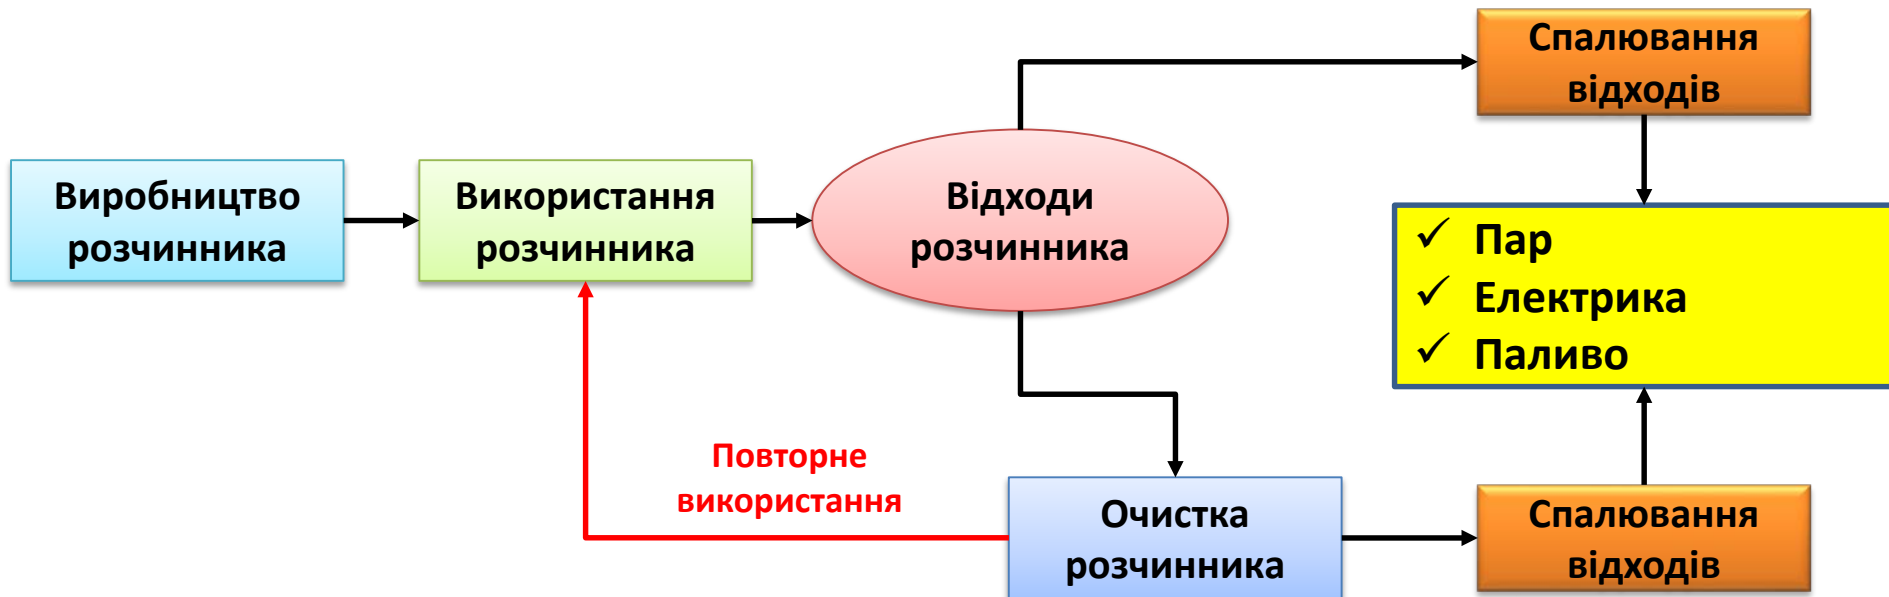 Спалювання
відходів
Виробництво
розчинника
Використання
розчинника
Відходи
розчинника
✓ Пар
✓ Електрика
✓ Паливо
Повторне
використання
Очистка
розчинника
Спалювання
відходів